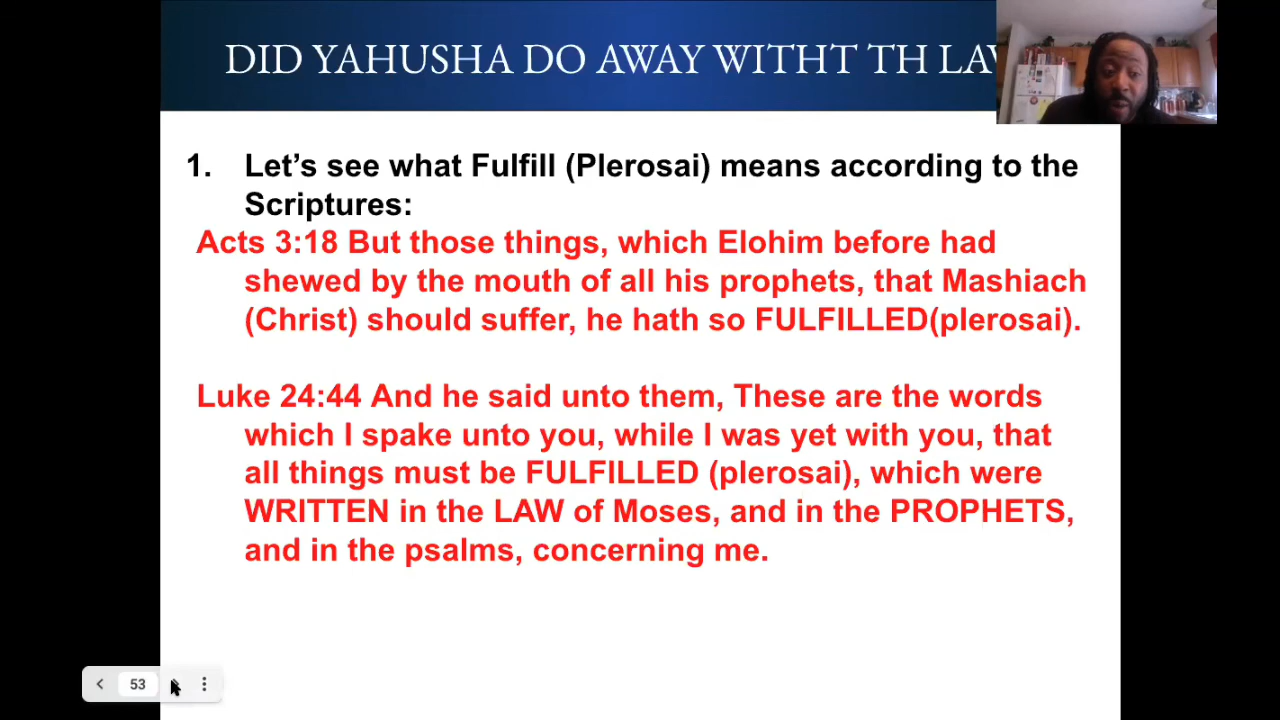 DID YAHUSHA DO AWAY WITHT TH LAW
1. Let's see what Fulfill (Plerosai) means according to the
Scriptures:
Acts 3:18 But those things, which Elohim before had
shewed by the mouth of all his prophets, that Mashiach
(Christ) should suffer, he hath so FULFILLED(plerosai).
Luke 24:44 And he said unto them, These are the words
which I spake unto you, while I was yet with you, that
all things must be FULFILLED (plerosai), which were
WRITTEN in the LAW of Moses, and in the PROPHETS,
and in the psalms, concerning me.
53